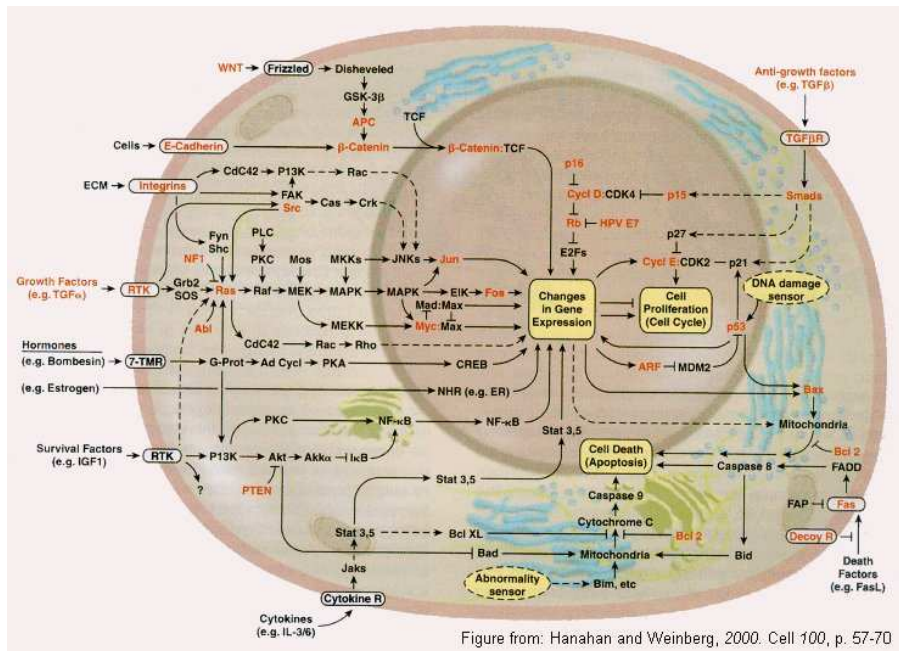 WNT
Frizzled
Disheveled
GSK-3β
APC
TCF
Cells
E-Cadherin
β-Catenin
β-Catenin:TCF
Anti-growth factors
(e.g. TGFβ)
TGFβR
ECM
Integrins
CdC42
P13K
Rac
FAK
Src
Cas
Crk
p16
Cycl D:CDK4
p15
Smads
Rb
HPV E7
Fyn
Shc
PLC
p27
NF1
PKC
Mos
MKKs
JNKs
Jun
E2Fs
Cycl E:CDK2
p21
Growth Factors
(e.g. TGFα)
RTK
Grb2
SOS
Ras
Raf
MEK
MAPK
MAPK
ElK
Fos
Changes
in Gene
Expression
Cell
Proliferation
(Cell Cycle)
DNA damage
sensor
Abl
Mad:Max
MEKK
Myc:Max
p53
CdC42
Rac
Rho
Hormones
(e.g. Bombesin)
7-TMR
G-Prot
Ad Cycl
PKA
CREB
ARF
MDM2
(e.g. Estrogen)
NHR (e.g. ER)
Bax
PKC
NF-κB
NF-κB
Stat 3,5
Mitochondria
Survival Factors
(e.g. IGF1)
RTK
P13K
Akt
Akkα
IκB
Cell Death
(Apoptosis)
Bcl 2
Caspase 8
FADD
?
PTEN
Stat 3,5
Caspase 9
FAP
Fas
Cytochrome C
Stat 3,5
Bcl XL
Bcl 2
Decoy R
Bad
Mitochondria
Bid
Jaks
Abnormality
sensor
Bim, etc
Death
Factors
(e.g. FasL)
Cytokine R
Cytokines
(e.g. IL-3/6)
Figure from: Hanahan and Weinberg, 2000. Cell 100, p. 57-70